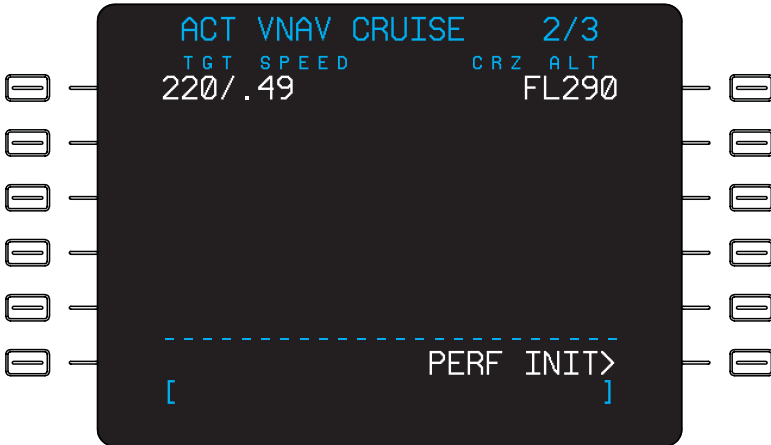 ACT VNAV CRUISE 2/3
TGT SPEED CRZ ALT
220/.49 FL290
------------------------------
PERF INIT>
[ ]